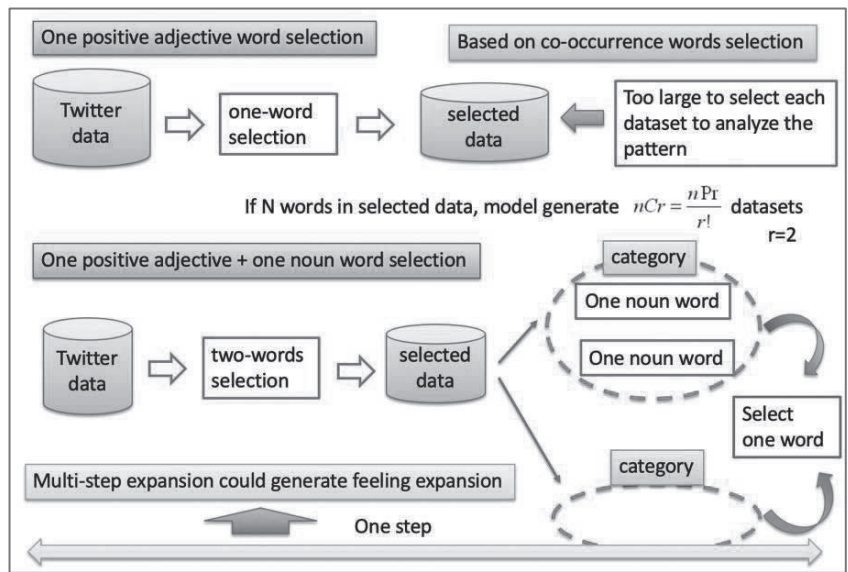 One positive adjective word selection
Based on co-occurrence words selection
Twitter
data
one-word
selection
selected
data
Too large to select each
dataset to analyze the
pattern
If N words in selected data, model generate nCr = nPr / r! datasets
r=2
One positive adjective + one noun word selection
category
One noun word
One noun word
Twitter
data
two-words
selection
selected
data
Select
one word
category
Multi-step expansion could generate feeling expansion
One step